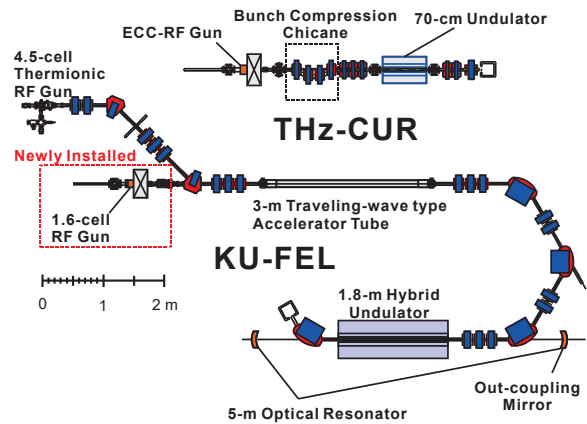 Bunch Compression
Chicane
70-cm Undulator
ECC-RF Gun
4.5-cell
Thermionic
RF Gun
THz-CUR
Newly Installed
1.6-cell
RF Gun
3-m Traveling-wave type
Accelerator Tube
KU-FEL
0 1 2 m
1.8-m Hybrid
Undulator
Out-coupling
Mirror
5-m Optical Resonator